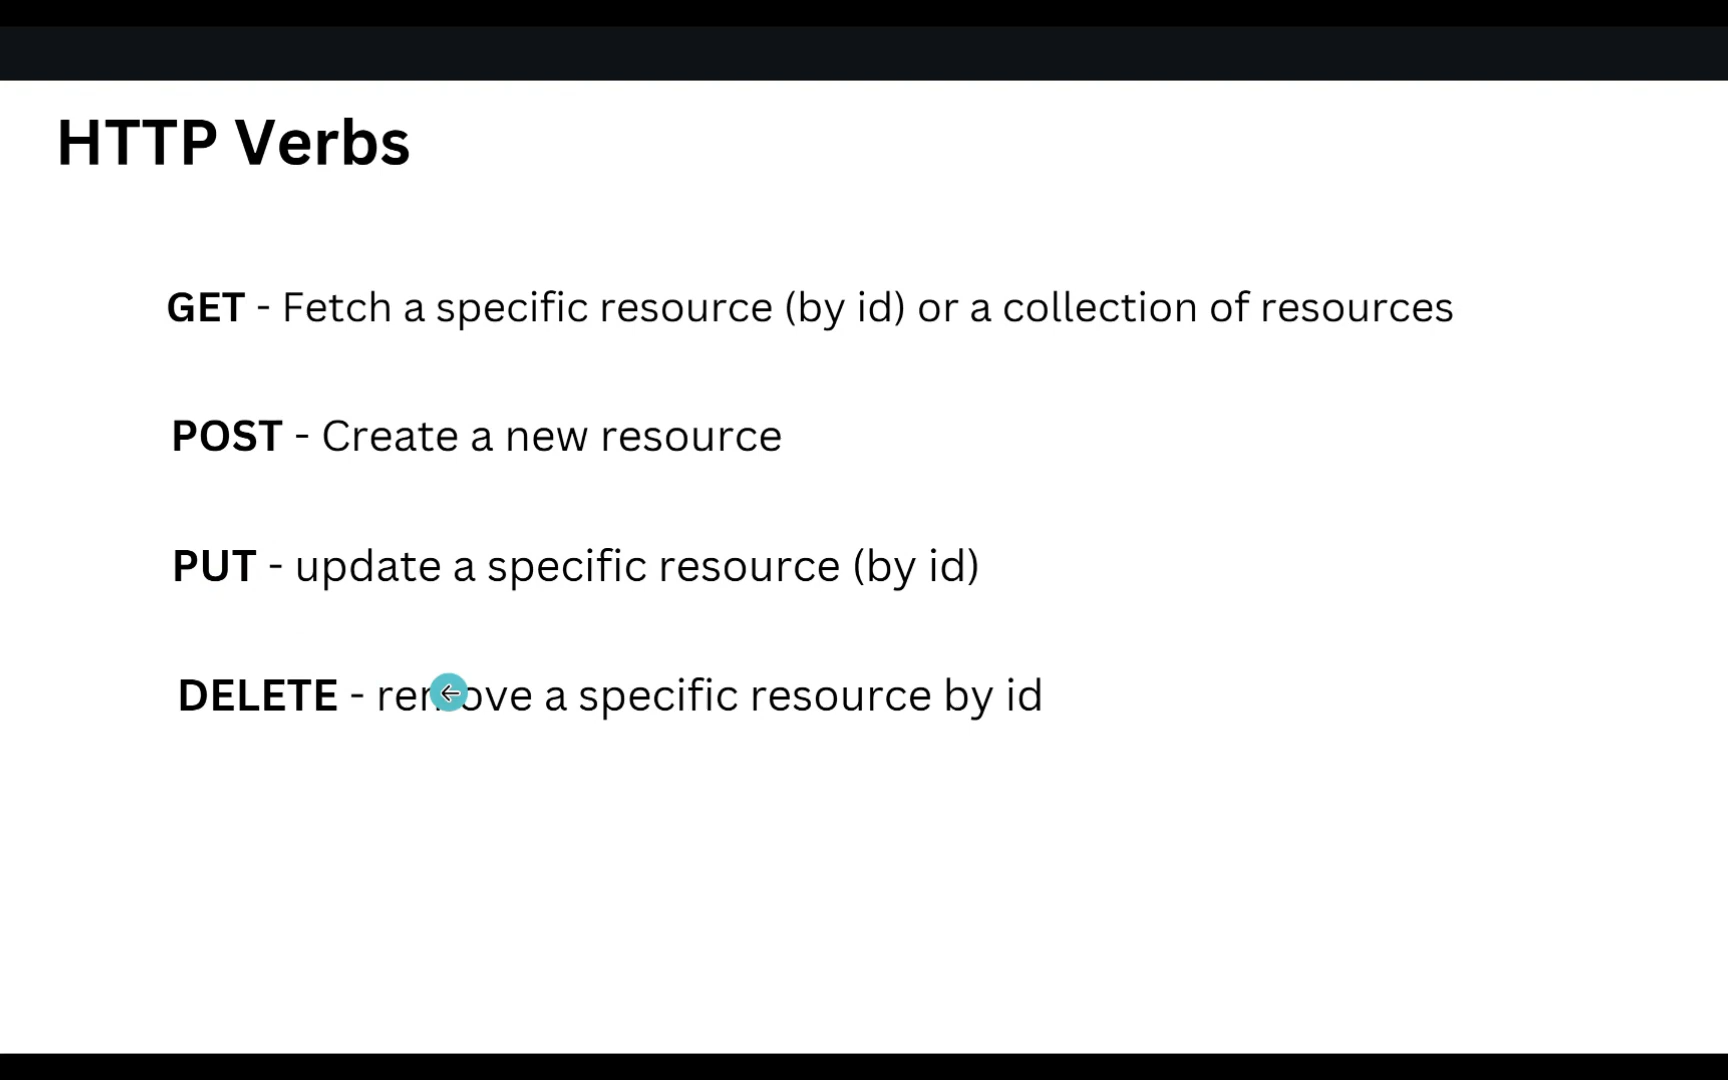 HTTP Verbs
GET - Fetch a specific resource (by id) or a collection of resources
POST - Create a new resource
PUT - update a specific resource (by id)
DELETE - remove a specific resource by id